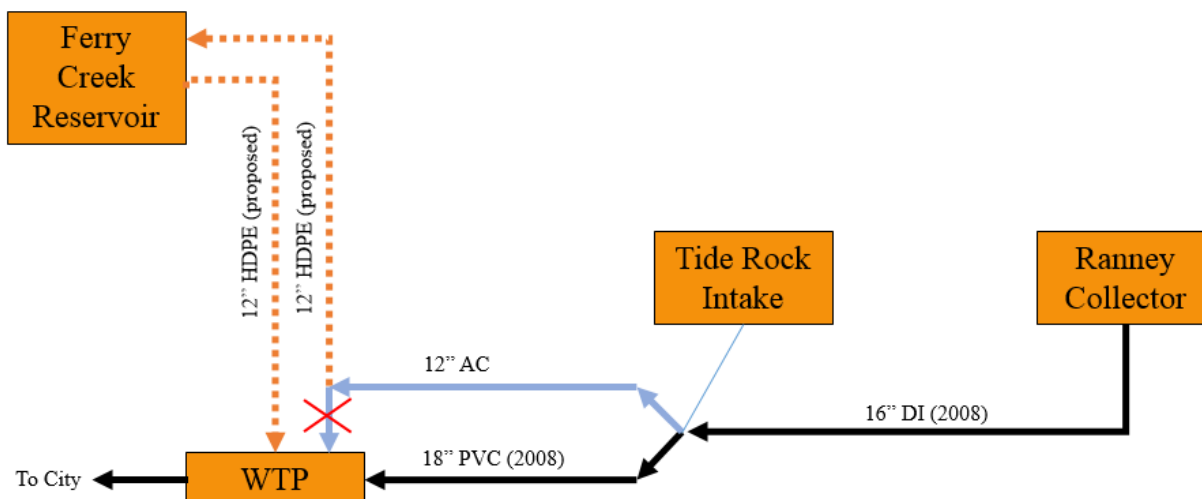 Ferry
Creek
Reservoir
12” HDPE (proposed)
12” HDPE (proposed)
Tide Rock
Intake
Ranney
Collector
12” AC
16” DI (2008)
To City
WTP
18” PVC (2008)